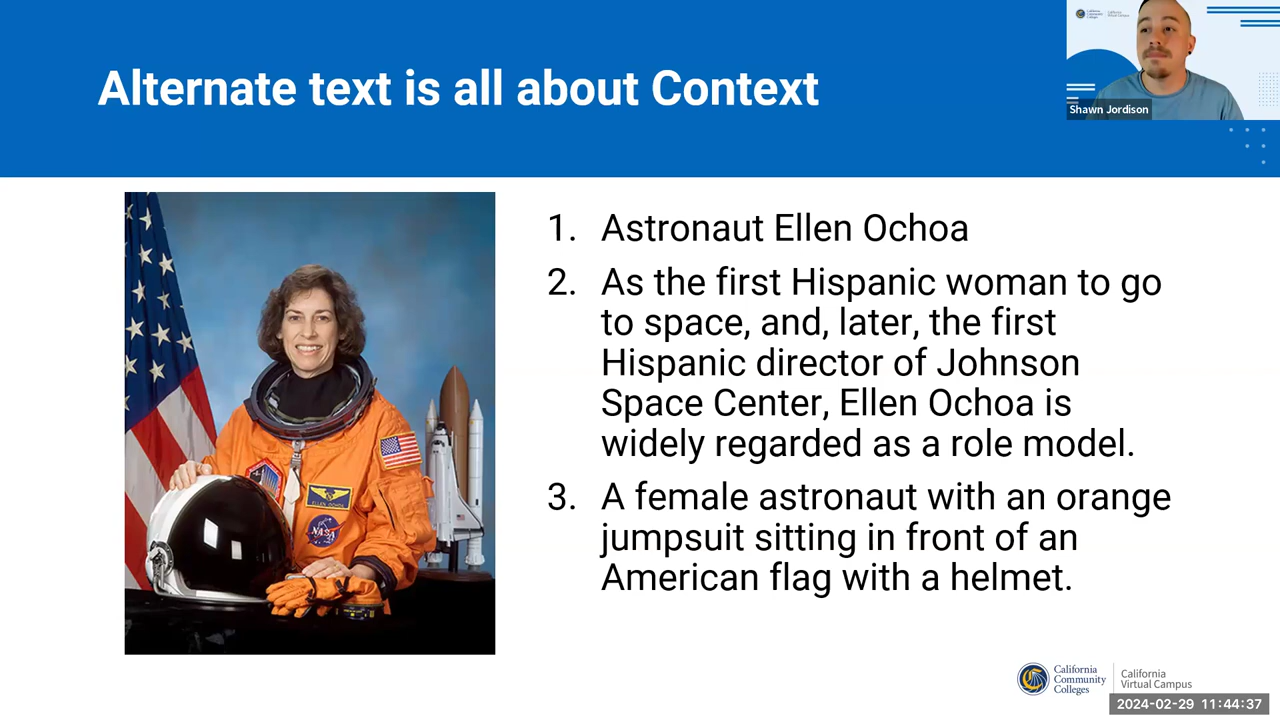 Alternate text is all about Context
Shawn Jordison
1. Astronaut Ellen Ochoa
2. As the first Hispanic woman to go
to space, and, later, the first
Hispanic director of Johnson
Space Center, Ellen Ochoa is
widely regarded as a role model.
3. A female astronaut with an orange
jumpsuit sitting in front of an
American flag with a helmet.
ELLEN OCHOA
NASA
California
Community
Colleges
California
Virtual Campus
2024-02-29 11:44:37